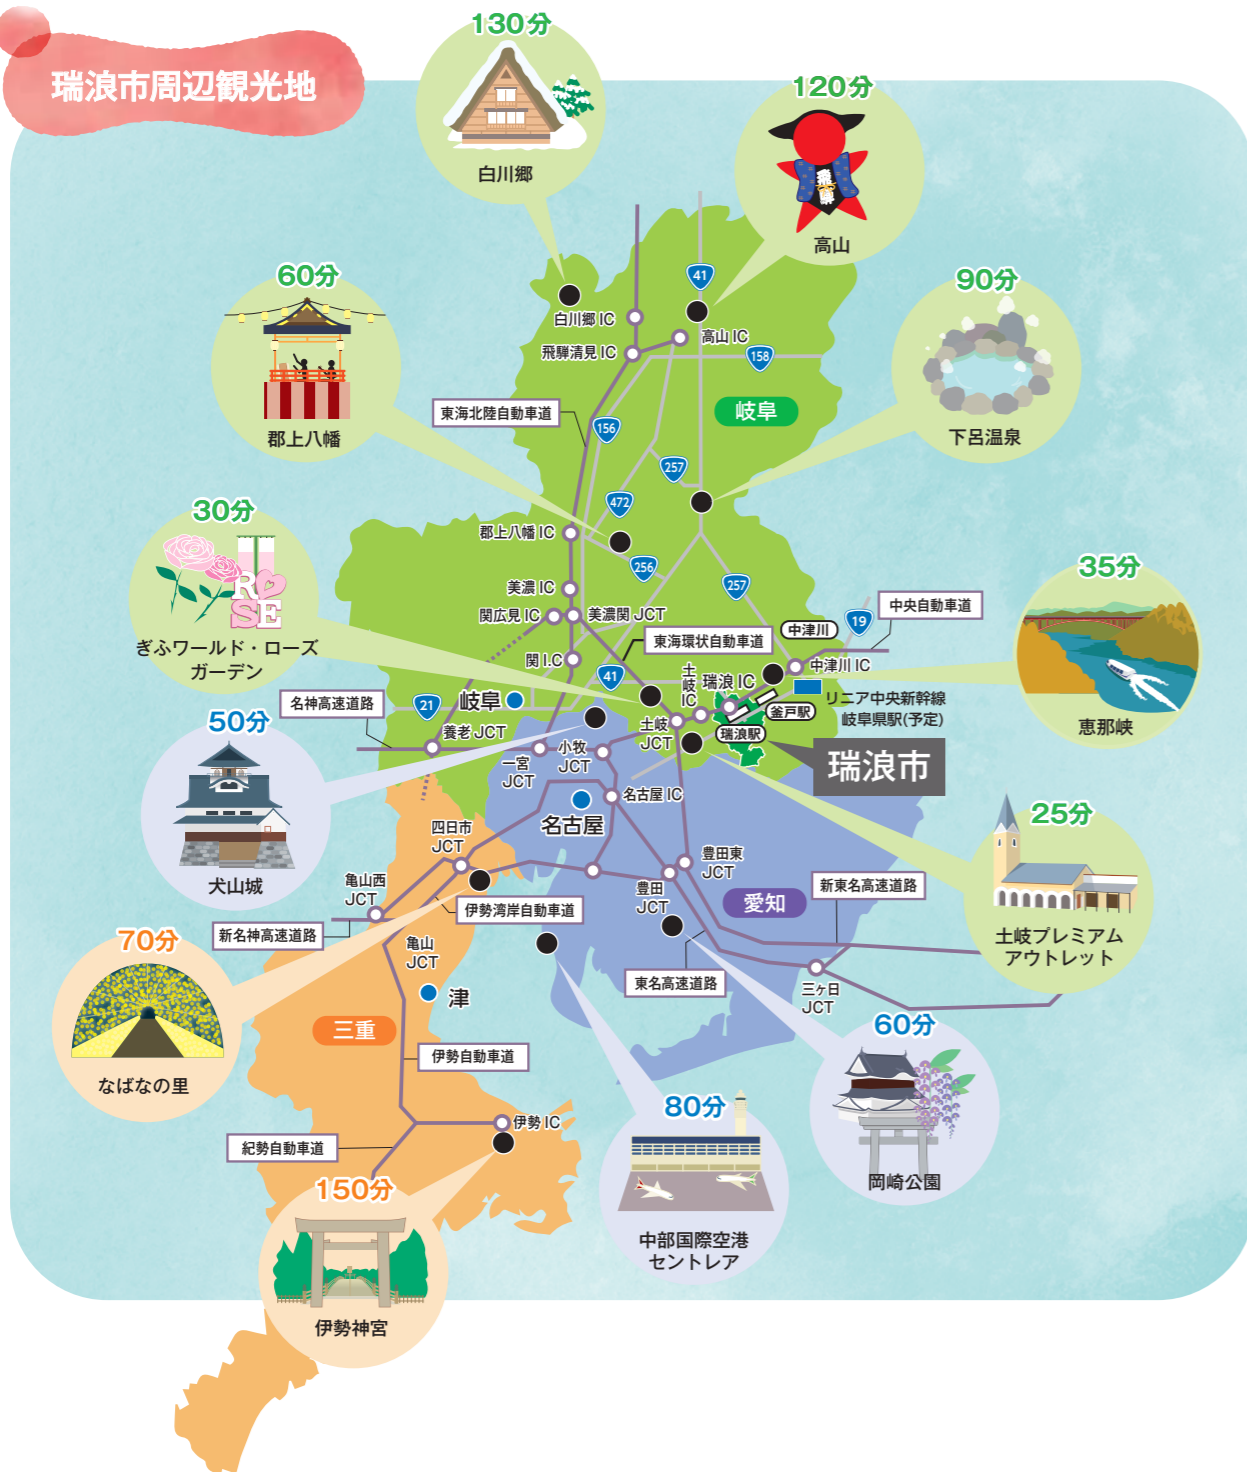 瑞浪市周辺観光地
130分
白川郷
120分
飛騨
高山
60分
郡上八幡
90分
下呂温泉
41
白川郷 IC
高山 IC
飛騨清見 IC
158
岐阜
東海北陸自動車道
156
257
472
郡上八幡 IC
256
257
30分
ROSE
ぎふワールド・ローズ
ガーデン
35分
恵那峡
美濃 IC
関広見 IC
美濃関 JCT
関 I.C
東海環状自動車道
41
中津川
19
中央自動車道
中津川 IC
土岐 IC
瑞浪 IC
リニア中央新幹線
岐阜県駅(予定)
釜戸駅
瑞浪駅
瑞浪市
名神高速道路
21
岐阜
養老 JCT
一宮
JCT
小牧
JCT
土岐
JCT
50分
犬山城
名古屋 IC
名古屋
25分
土岐プレミアム
アウトレット
四日市
JCT
亀山西
JCT
豊田東
JCT
豊田
JCT
愛知
新東名高速道路
伊勢湾岸自動車道
新名神高速道路
亀山
JCT
津
東名高速道路
三ヶ日
JCT
70分
なばなの里
三重
伊勢自動車道
60分
岡崎公園
80分
中部国際空港
セントレア
伊勢 IC
紀勢自動車道
150分
伊勢神宮